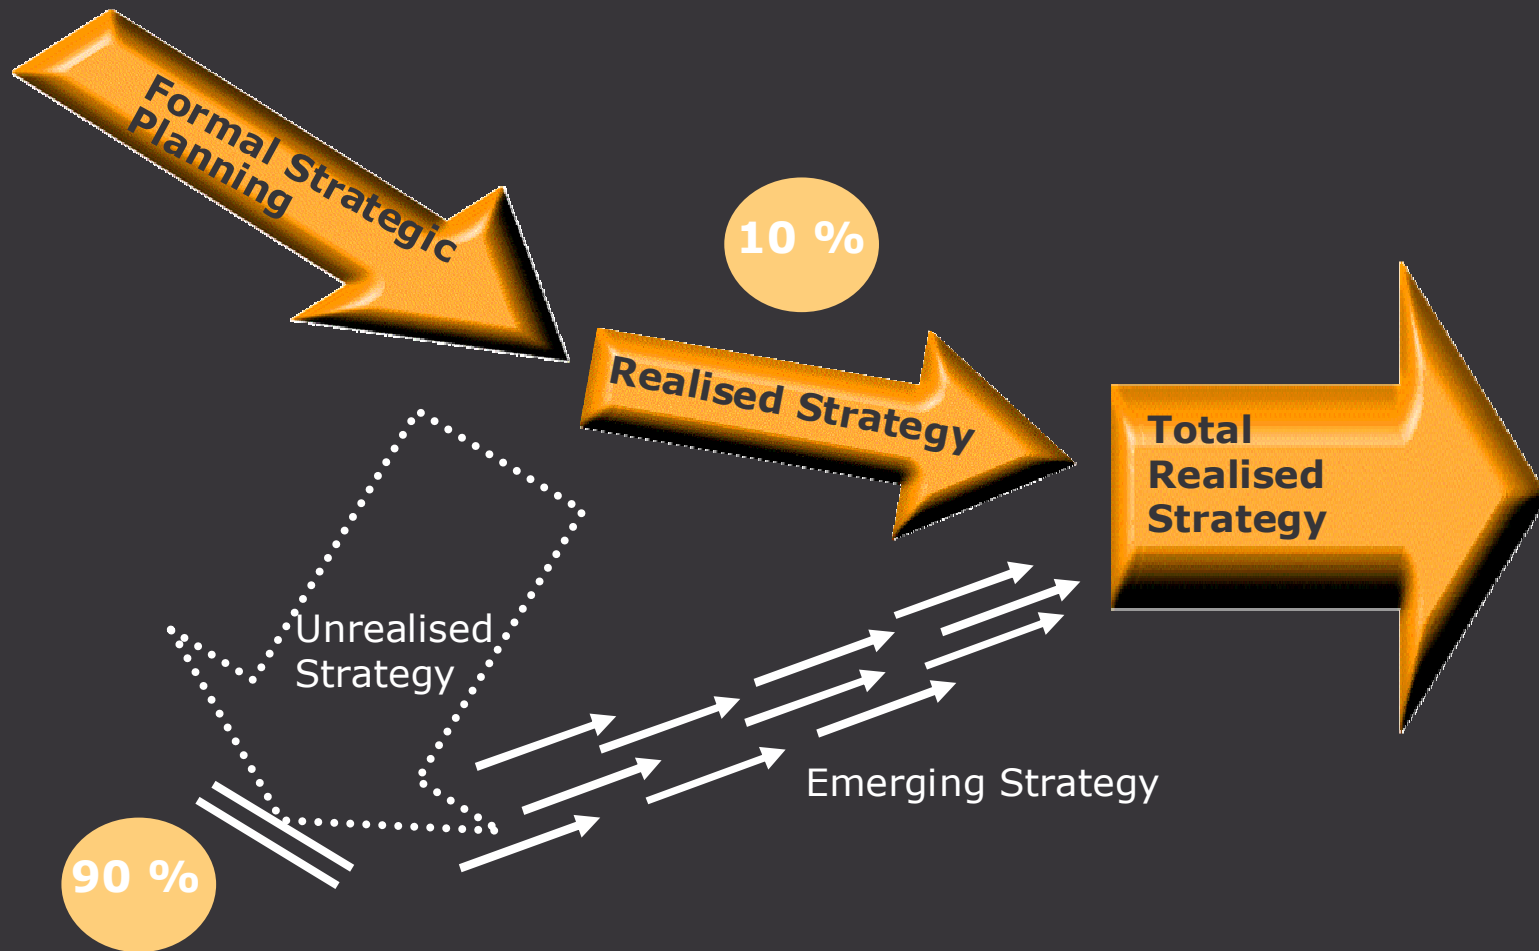 Formal Strategic
Planning
10 %
Realised Strategy
Total
Realised
Strategy
Unrealised
Strategy
Emerging Strategy
90 %